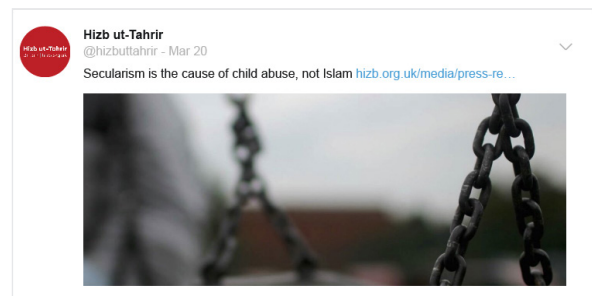 Hizb ut-Tahrir
@hizbuttahrir - Mar 20
Secularism is the cause of child abuse, not Islam hizb.org.uk/media/press-re…
Hizb ut-Tahrir